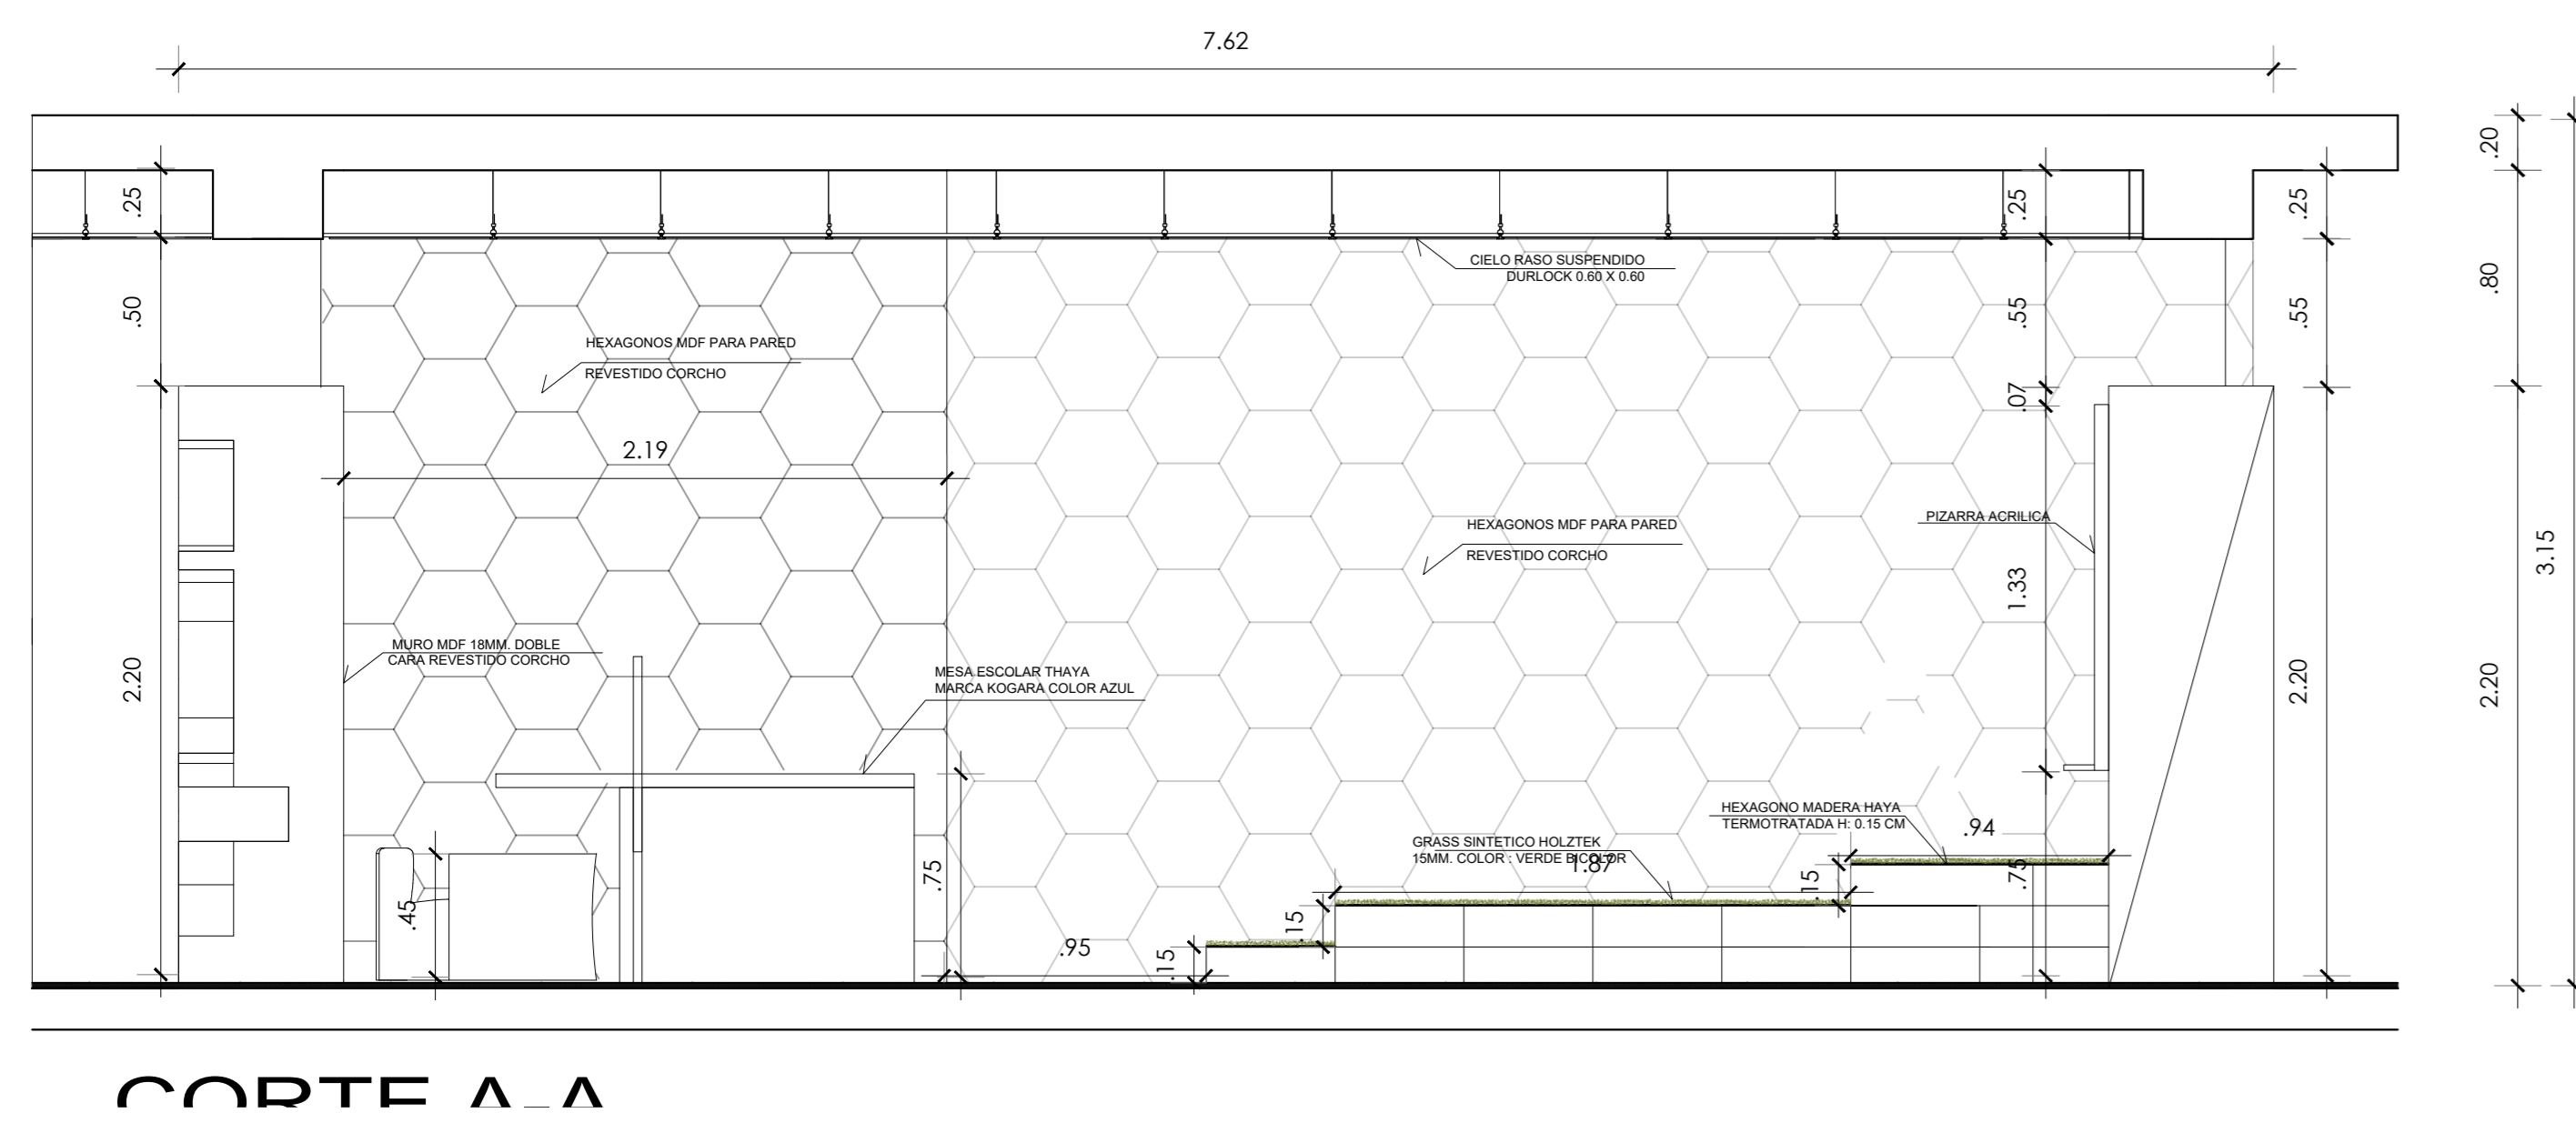 7.62
.20
.25
.25
.25
CIELO RASO SUSPENDIDO
DURLOCK 0.60 X 0.60
.80
.50
.55
.55
HEXAGONOS MDF PARA PARED
REVESTIDO CORCHO
.07
2.19
HEXAGONOS MDF PARA PARED
REVESTIDO CORCHO
PIZARRA ACRILICA
3.15
1.33
MURO MDF 18MM. DOBLE
CARA REVESTIDO CORCHO
MESA ESCOLAR THAYA
MARCA KOGARA COLOR AZUL
2.20
2.20
2.20
HEXAGONO MADERA HAYA
TERMOTRATADA H: 0.15 CM
.94
GRASS SINTETICO HOLZTEK
15MM. COLOR : VERDE BICOLOR
1.87
.75
.75
.15
.45
.15
.95
.15
CORTE A-A